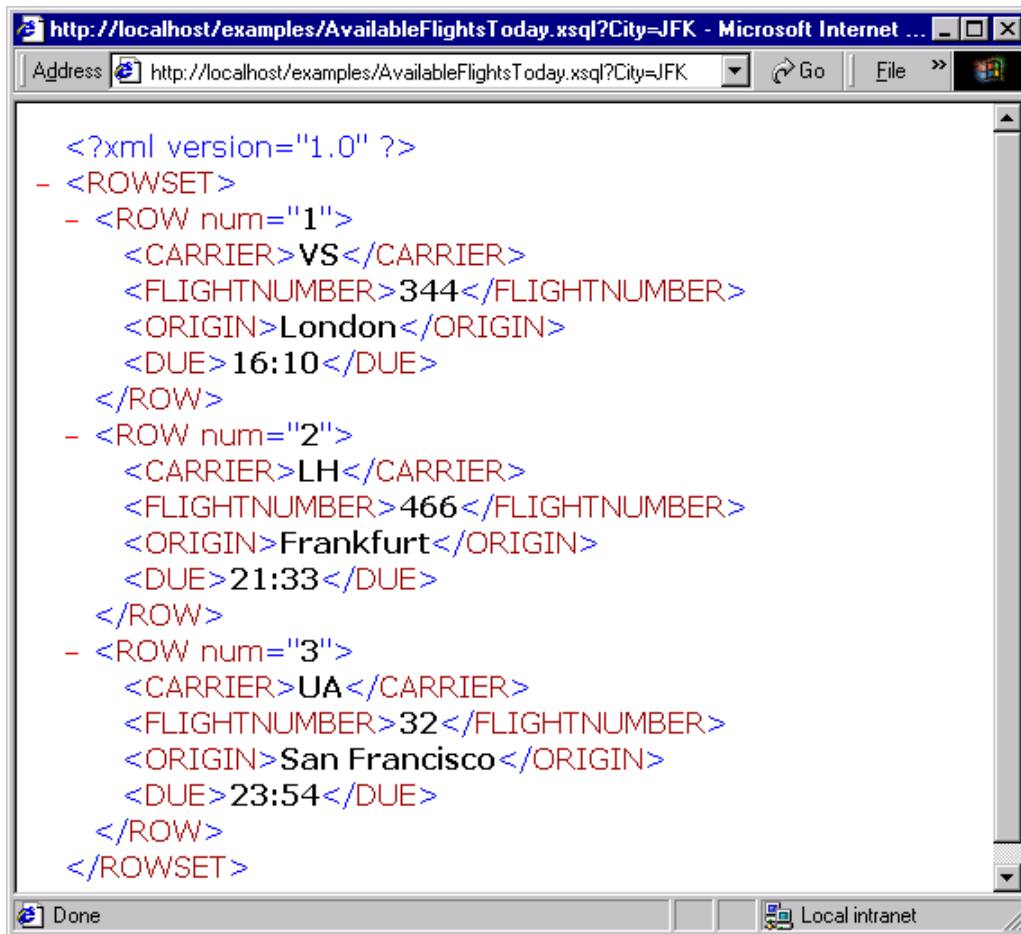 http://localhost/examples/AvailableFlightsToday.xsql?City=JFK - Microsoft Internet ...
Address http://localhost/examples/AvailableFlightsToday.xsql?City=JFK Go File »
<?xml version="1.0" ?>
- <ROWSET>
- <ROW num="1">
<CARRIER>VS</CARRIER>
<FLIGHTNUMBER>344</FLIGHTNUMBER>
<ORIGIN>London</ORIGIN>
<DUE>16:10</DUE>
</ROW>
- <ROW num="2">
<CARRIER>LH</CARRIER>
<FLIGHTNUMBER>466</FLIGHTNUMBER>
<ORIGIN>Frankfurt</ORIGIN>
<DUE>21:33</DUE>
</ROW>
- <ROW num="3">
<CARRIER>UA</CARRIER>
<FLIGHTNUMBER>32</FLIGHTNUMBER>
<ORIGIN>San Francisco</ORIGIN>
<DUE>23:54</DUE>
</ROW>
</ROWSET>
Done Local intranet